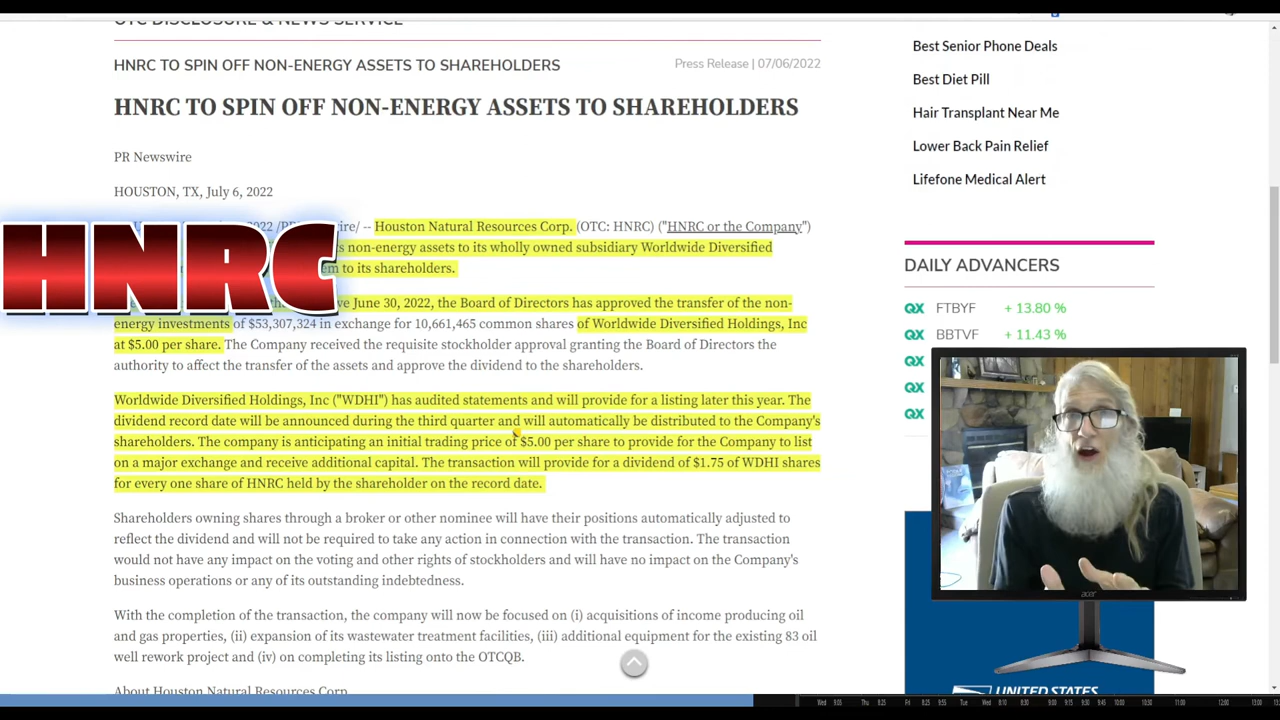 OTC DISCLOSURE & NEWS SERVICE
HNRC TO SPIN OFF NON-ENERGY ASSETS TO SHAREHOLDERS
Press Release | 07/06/2022
HNRC TO SPIN OFF NON-ENERGY ASSETS TO SHAREHOLDERS
PR Newswire
HOUSTON, TX, July 6, 2022
2022 -- Houston Natural Resources Corp. (OTC: HNRC) ("HNRC or the Company")
non-energy assets to its wholly owned subsidiary Worldwide Diversified
to its shareholders.
HNRC
June 30, 2022, the Board of Directors has approved the transfer of the non-
energy investments of $53,307,324 in exchange for 10,661,465 common shares of Worldwide Diversified Holdings, Inc
at $5.00 per share. The Company received the requisite stockholder approval granting the Board of Directors the
authority to affect the transfer of the assets and approve the dividend to the shareholders.
Worldwide Diversified Holdings, Inc ("WDHI") has audited statements and will provide for a listing later this year. The
dividend record date will be announced during the third quarter and will automatically be distributed to the Company's
shareholders. The company is anticipating an initial trading price of $5.00 per share to provide for the Company to list
on a major exchange and receive additional capital. The transaction will provide for a dividend of $1.75 of WDHI shares
for every one share of HNRC held by the shareholder on the record date.
Shareholders owning shares through a broker or other nominee will have their positions automatically adjusted to
reflect the dividend and will not be required to take any action in connection with the transaction. The transaction
would not have any impact on the voting and other rights of stockholders and will have no impact on the Company's
business operations or any of its outstanding indebtedness.
With the completion of the transaction, the company will now be focused on (i) acquisitions of income producing oil
and gas properties, (ii) expansion of its wastewater treatment facilities, (iii) additional equipment for the existing 83 oil
well rework project and (iv) on completing its listing onto the OTCQB.
About Houston Natural Resources Corp
Best Senior Phone Deals
Best Diet Pill
Hair Transplant Near Me
Lower Back Pain Relief
Lifefone Medical Alert
DAILY ADVANCERS
QX FTBYF + 13.80 %
QX BBTVF + 11.43 %
QX
QX
QX
acer
UNITED STATES